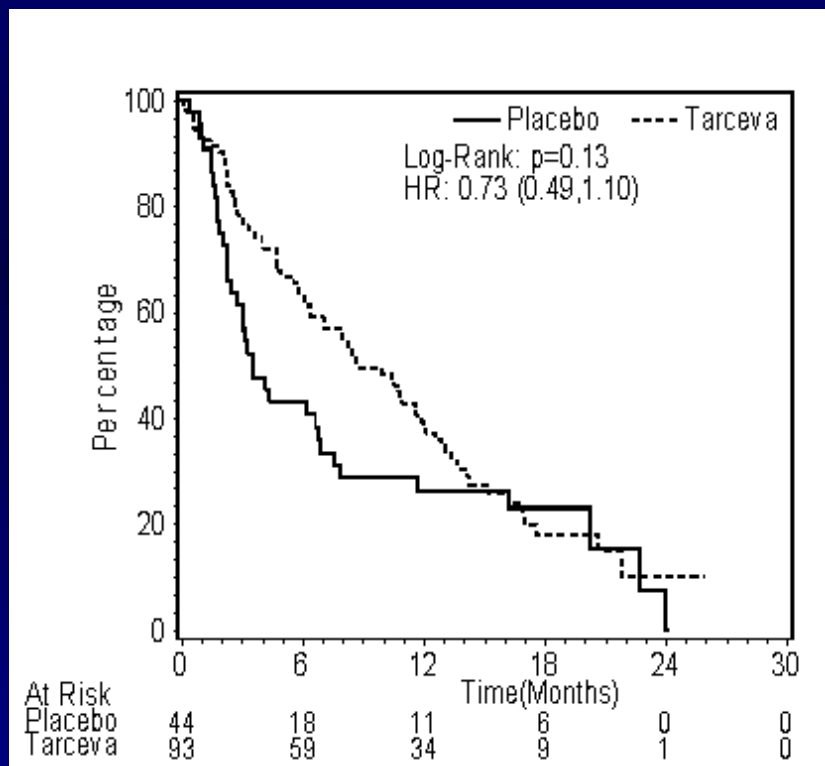 100
80
60
40
20
0
Percentage
Placebo Tarceva
Log-Rank: p=0.13
HR: 0.73 (0.49,1.10)
0 6 12 18 24 30
Time(Months)
At Risk
Placebo 44 18 11 6 0 0
Tarceva 93 59 34 9 1 0